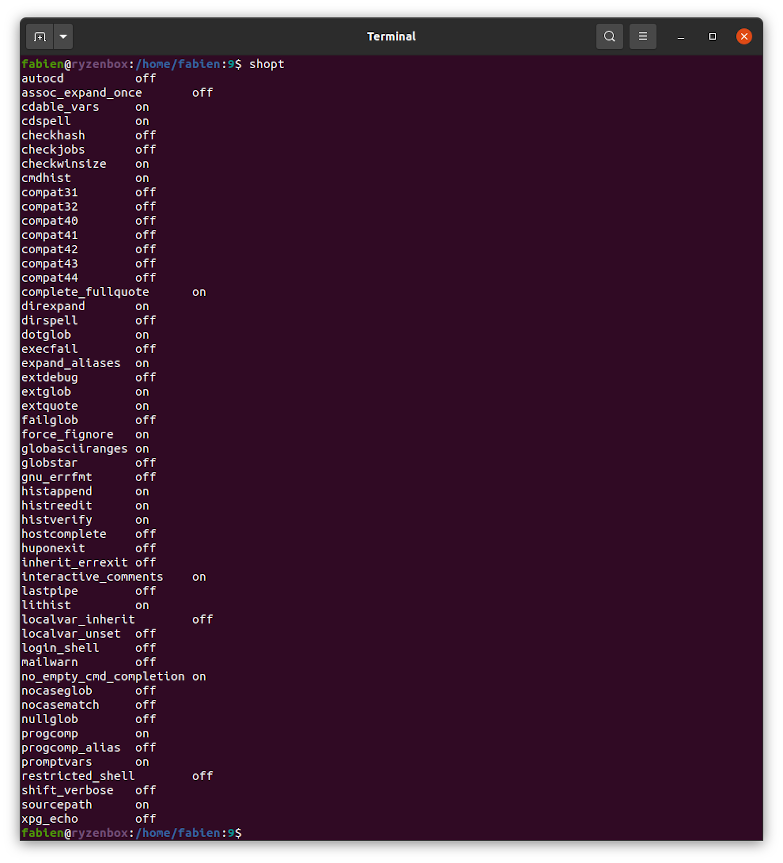 Terminal
fabien@ryzenbox:/home/fabien:9$ shopt
autocd          off
assoc_expand_once       off
cdable_vars     on
cdspell         on
checkhash       off
checkjobs       off
checkwinsize    on
cmdhist         on
compat31        off
compat32        off
compat40        off
compat41        off
compat42        off
compat43        off
compat44        off
complete_fullquote      on
direxpand       on
dirspell        off
dotglob         on
execfail        off
expand_aliases  on
extdebug        off
extglob         on
extquote        on
failglob        off
force_fignore   on
globasciiranges on
globstar        off
gnu_errfmt      off
histappend      on
histreedit      on
histverify      on
hostcomplete    off
huponexit       off
inherit_errexit off
interactive_comments    on
lastpipe        off
lithist         on
localvar_inherit        off
localvar_unset  off
login_shell     off
mailwarn        off
no_empty_cmd_completion on
nocaseglob      off
nocasematch     off
nullglob        off
progcomp        on
progcomp_alias  off
promptvars      on
restricted_shell        off
shift_verbose   off
sourcepath      on
xpg_echo        off
fabien@ryzenbox:/home/fabien:9$